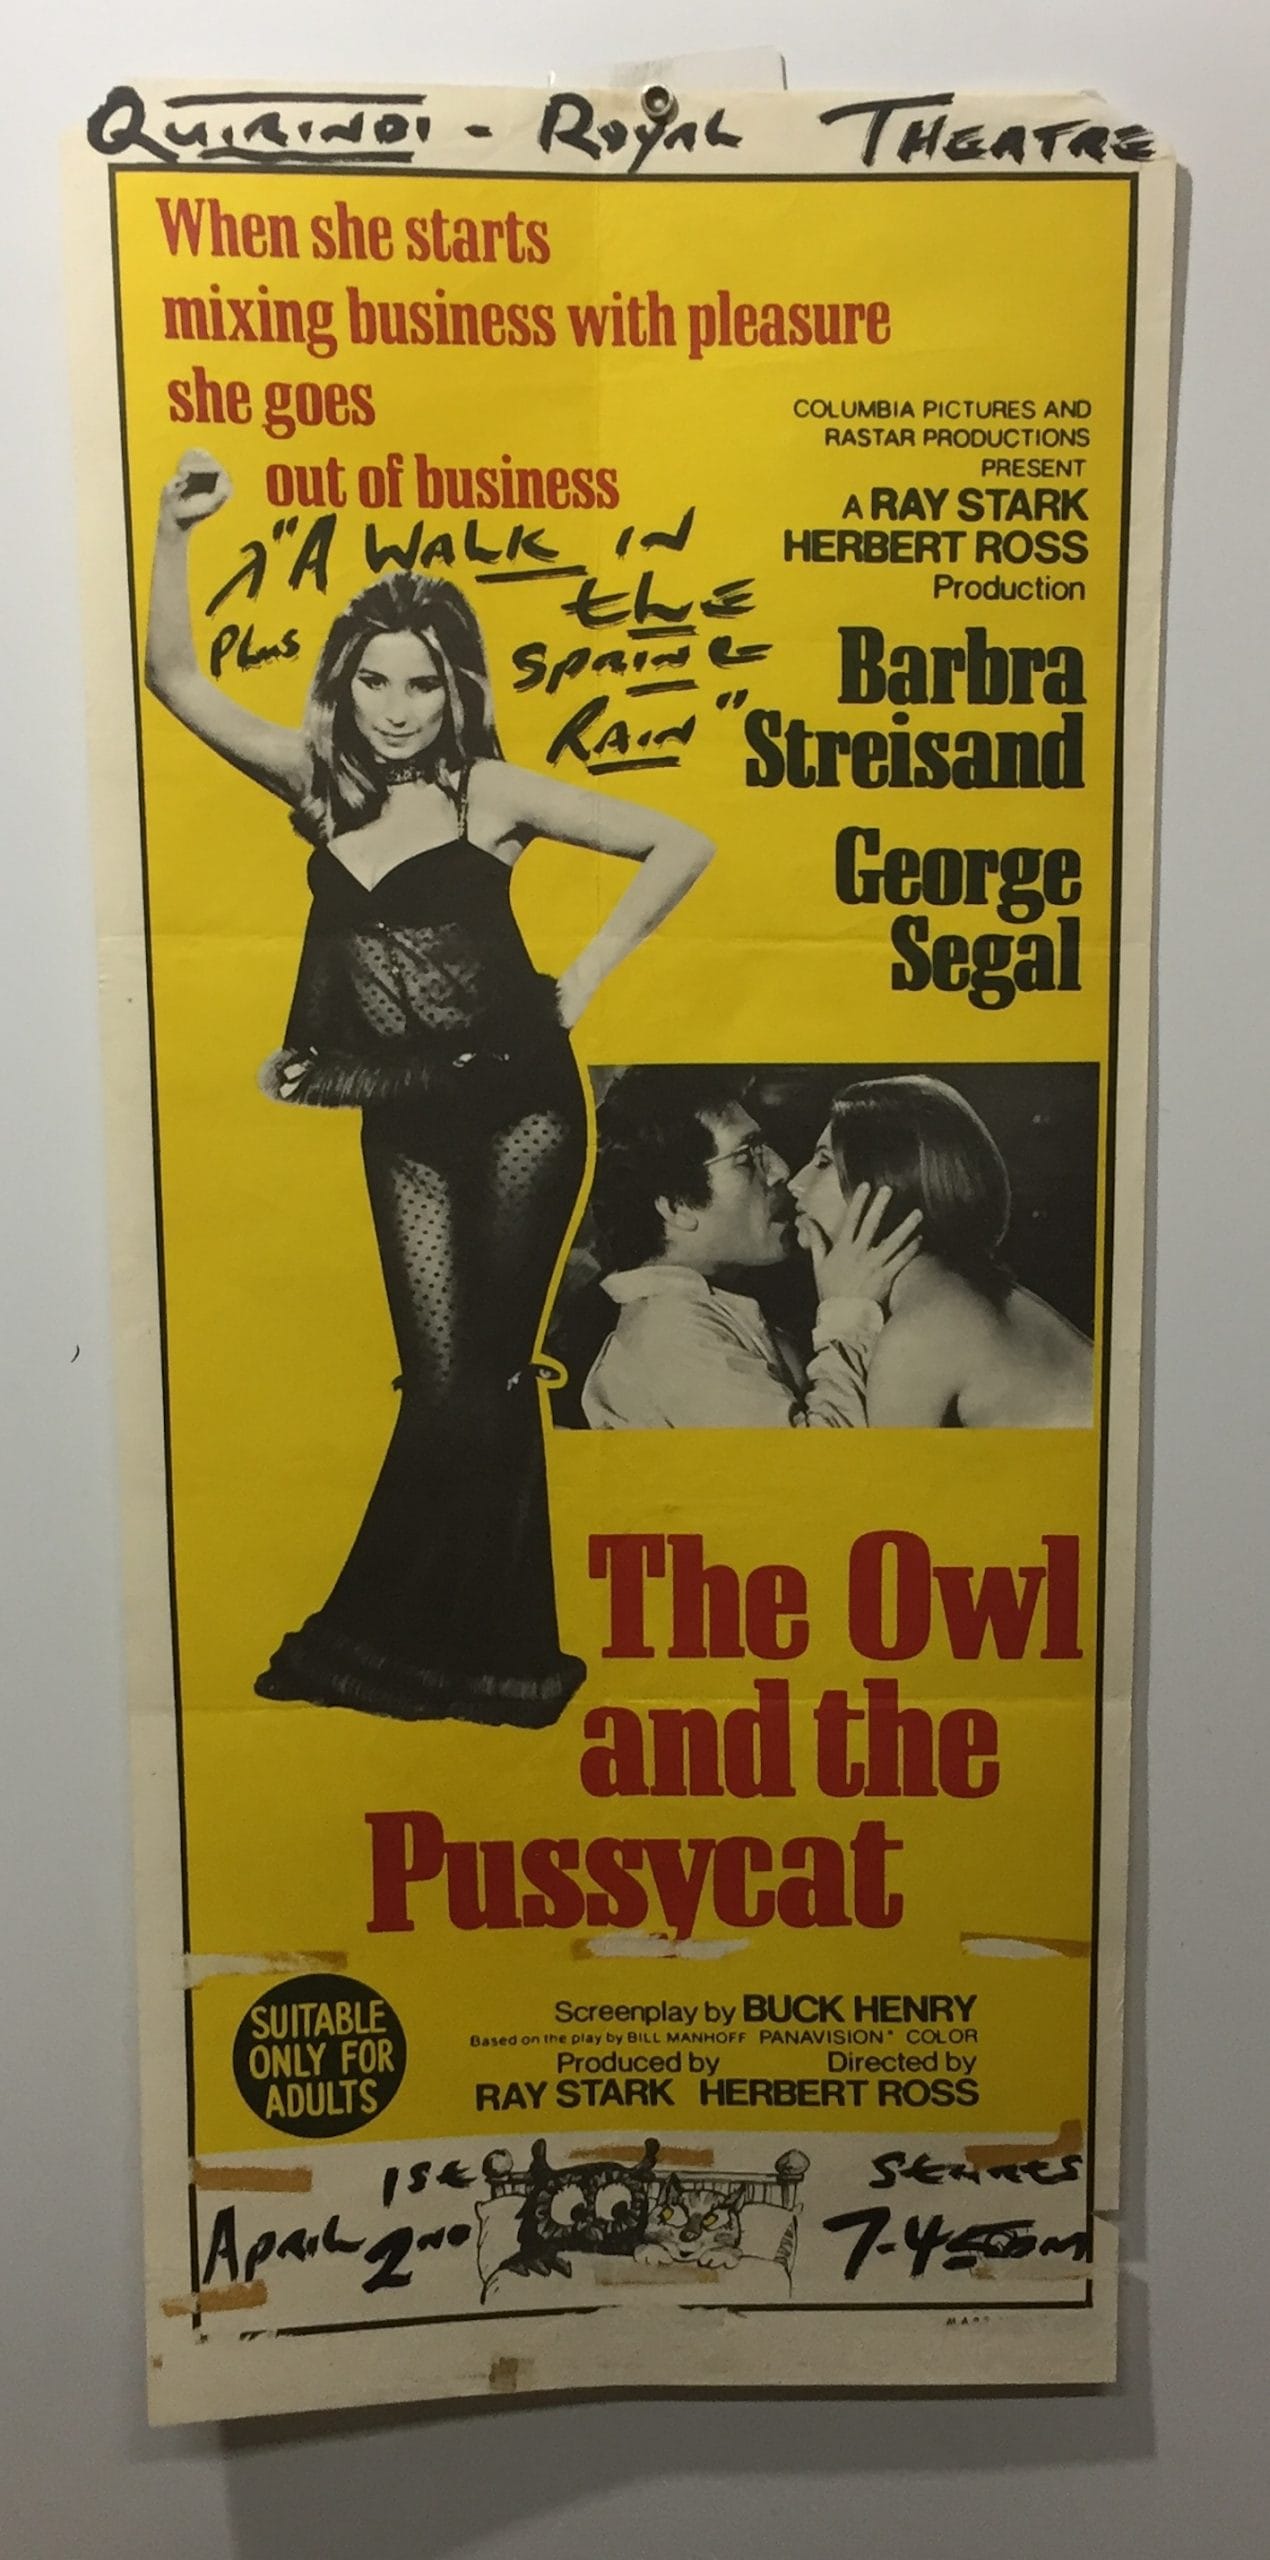 QUIRINDI - ROYAL THEATRE
When she starts
mixing business with pleasure
she goes
out of business
COLUMBIA PICTURES AND
RASTAR PRODUCTIONS
PRESENT
A RAY STARK
HERBERT ROSS
Production
Plus
"A WALK IN
the
SPRING
RAIN"
Barbra
Streisand
George
Segal
The Owl
and the
Pussycat
SUITABLE
ONLY FOR
ADULTS
Screenplay by BUCK HENRY
Based on the play by BILL MANHOFF PANAVISION® COLOR
Produced by Directed by
RAY STARK HERBERT ROSS
1st
April 2ND
STARTS
7-45pm